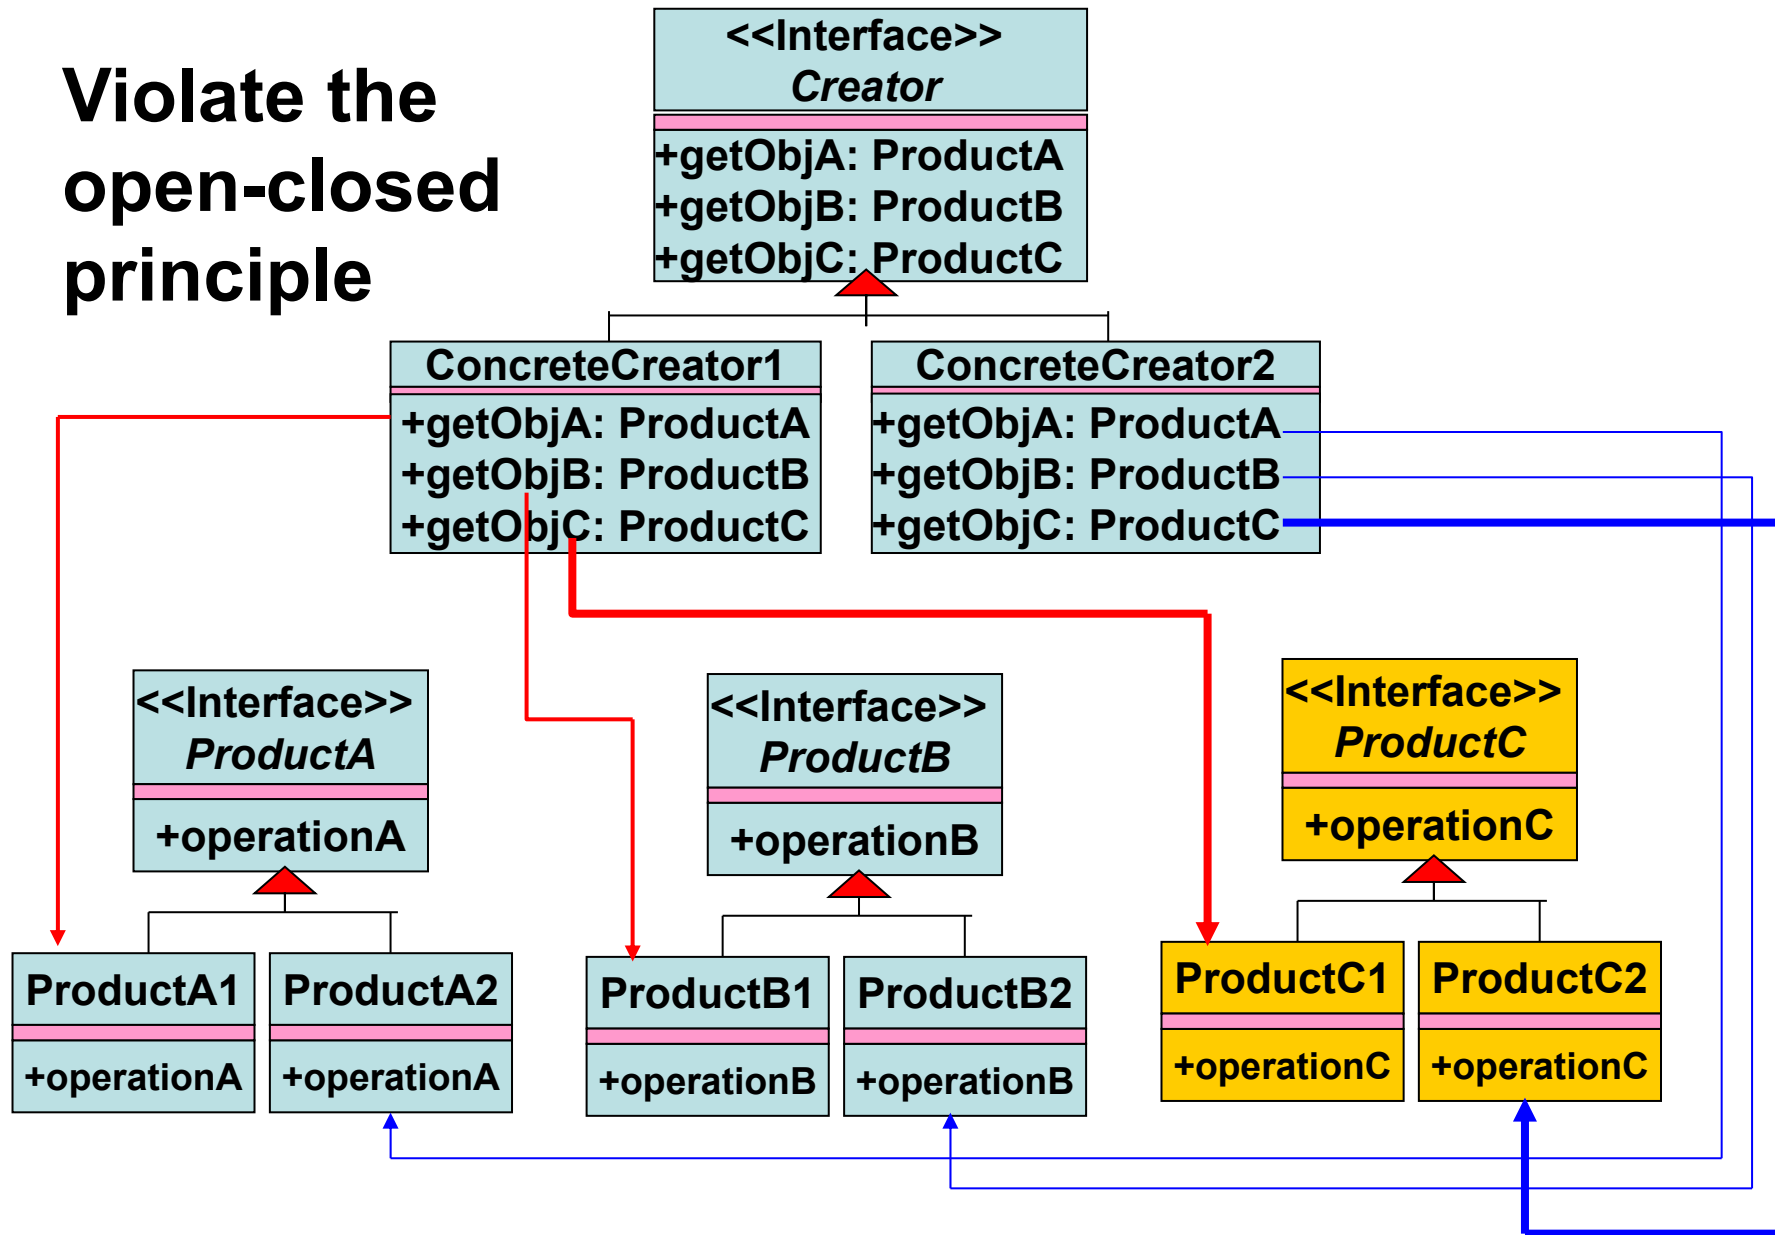 Violate the
open-closed
principle
<<Interface>>
Creator
+getObjA: ProductA
+getObjB: ProductB
+getObjC: ProductC
ConcreteCreator1
+getObjA: ProductA
+getObjB: ProductB
+getObjC: ProductC
ConcreteCreator2
+getObjA: ProductA
+getObjB: ProductB
+getObjC: ProductC
<<Interface>>
ProductA
+operationA
<<Interface>>
ProductB
+operationB
<<Interface>>
ProductC
+operationC
ProductA1
+operationA
ProductA2
+operationA
ProductB1
+operationB
ProductB2
+operationB
ProductC1
+operationC
ProductC2
+operationC